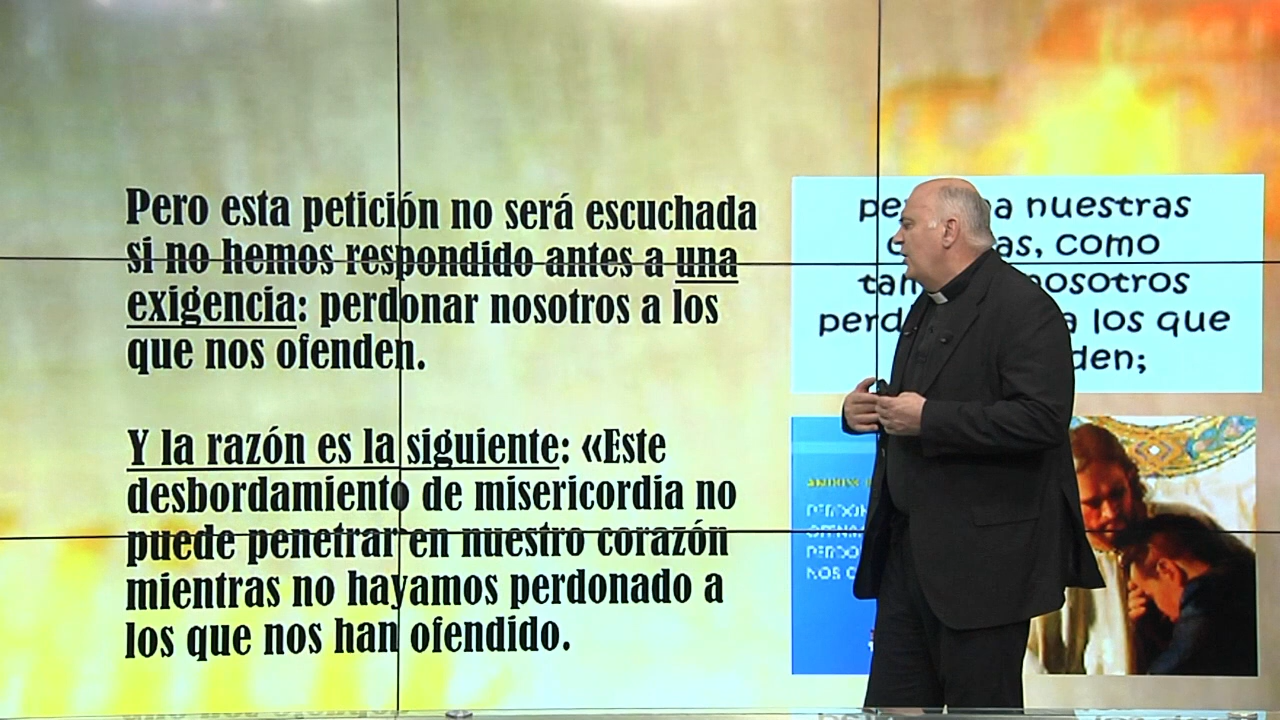 Pero esta petición no será escuchada
si no hemos respondido antes a una
exigencia: perdonar nosotros a los
que nos ofenden.
Y la razón es la siguiente: «Este
desbordamiento de misericordia no
puede penetrar en nuestro corazón
mientras no hayamos perdonado a
los que nos han ofendido.
nuestras
como
nosotros
a los que